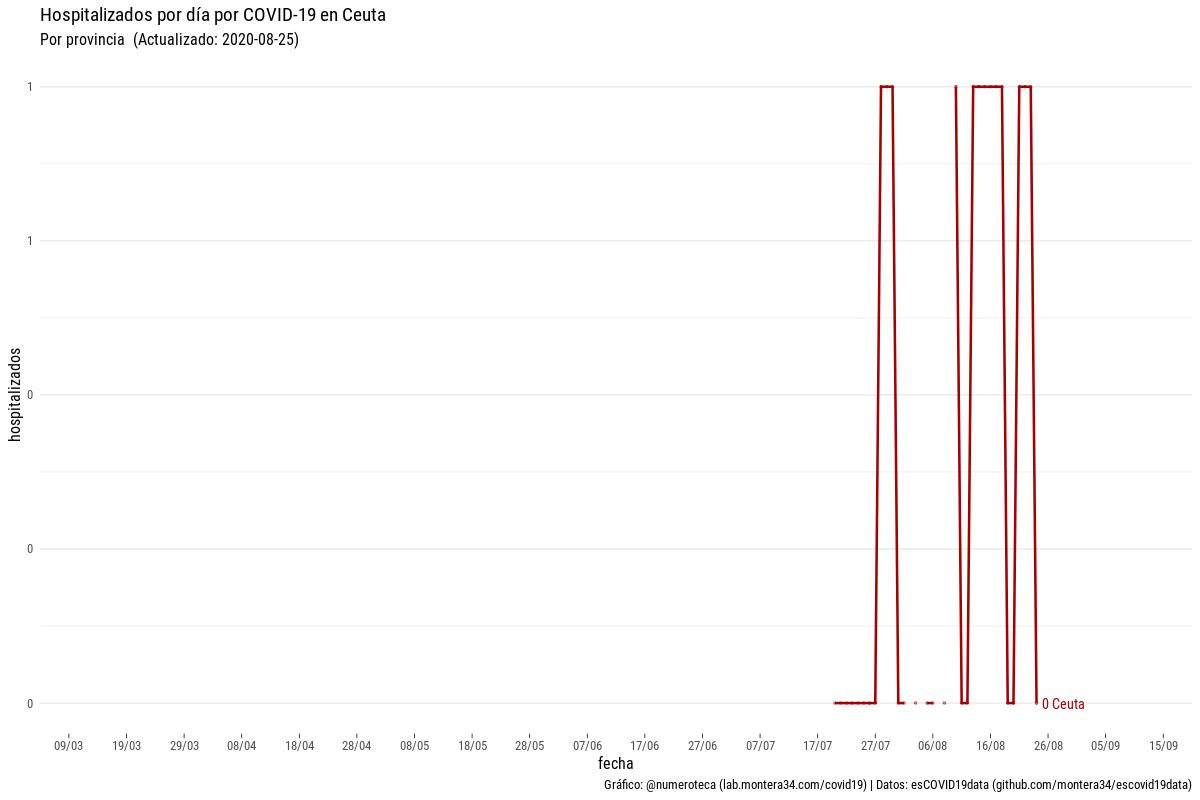 Hospitalizados por día por COVID-19 en Ceuta
Por provincia  (Actualizado: 2020-08-25)
hospitalizados
1
1
0
0
0
0 Ceuta
09/03 19/03 29/03 08/04 18/04 28/04 08/05 18/05 28/05 07/06 17/06 27/06 07/07 17/07 27/07 06/08 16/08 26/08 05/09 15/09
fecha
Gráfico: @numeroteca (lab.montera34.com/covid19) | Datos: esCOVID19data (github.com/montera34/escovid19data)